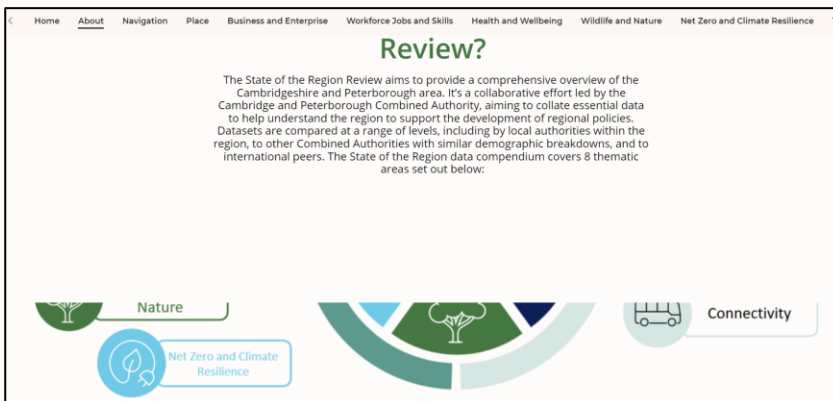 Home About Navigation Place Business and Enterprise Workforce Jobs and Skills Health and Wellbeing Wildlife and Nature Net Zero and Climate Resilience
Review?
The State of the Region Review aims to provide a comprehensive overview of the
Cambridgeshire and Peterborough area. It's a collaborative effort led by the
Cambridge and Peterborough Combined Authority, aiming to collate essential data
to help understand the region to support the development of regional policies.
Datasets are compared at a range of levels, including by local authorities within the
region, to other Combined Authorities with similar demographic breakdowns, and to
international peers. The State of the Region data compendium covers 8 thematic
areas set out below:
Nature
Connectivity
Net Zero and Climate
Resilience